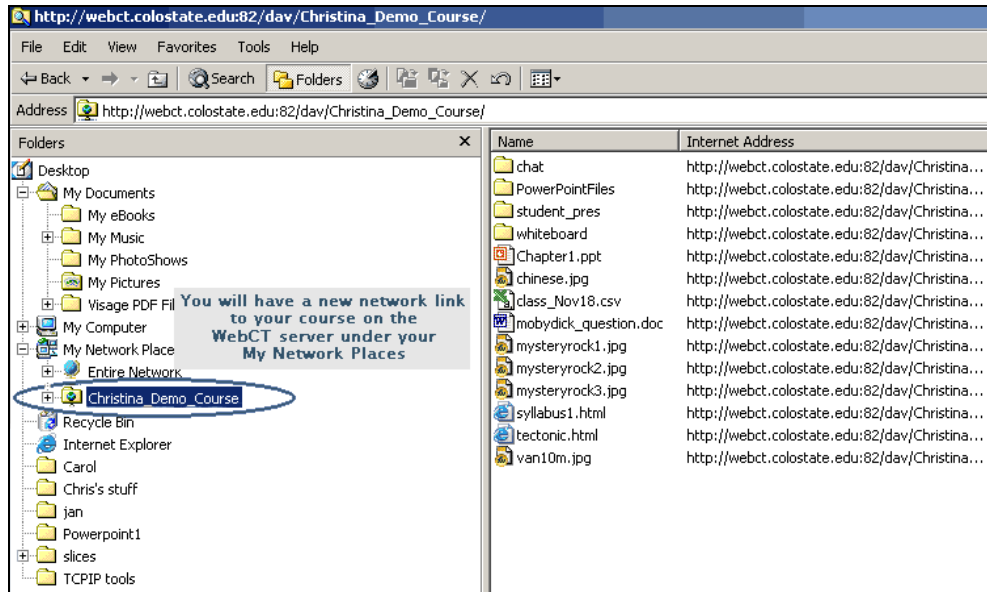 http://webct.colostate.edu:82/dav/Christina_Demo_Course/
File Edit View Favorites Tools Help
Back Search Folders
Address http://webct.colostate.edu:82/dav/Christina_Demo_Course/
Folders
Desktop
My Documents
My eBooks
My Music
My PhotoShows
My Pictures
Visage PDF Fil
My Computer
My Network Place
Entire Network
Christina_Demo_Course
Recycle Bin
Internet Explorer
Carol
Chris's stuff
jan
Powerpoint1
slices
TCPIP tools
You will have a new network link
to your course on the
WebCT server under your
My Network Places
Name Internet Address
chat http://webct.colostate.edu:82/dav/Christina...
PowerPointFiles http://webct.colostate.edu:82/dav/Christina...
student_pres http://webct.colostate.edu:82/dav/Christina...
whiteboard http://webct.colostate.edu:82/dav/Christina...
Chapter1.ppt http://webct.colostate.edu:82/dav/Christina...
chinese.jpg http://webct.colostate.edu:82/dav/Christina...
class_Nov18.csv http://webct.colostate.edu:82/dav/Christina...
mobydick_question.doc http://webct.colostate.edu:82/dav/Christina...
mysteryrock1.jpg http://webct.colostate.edu:82/dav/Christina...
mysteryrock2.jpg http://webct.colostate.edu:82/dav/Christina...
mysteryrock3.jpg http://webct.colostate.edu:82/dav/Christina...
syllabus1.html http://webct.colostate.edu:82/dav/Christina...
tectonic.html http://webct.colostate.edu:82/dav/Christina...
van10m.jpg http://webct.colostate.edu:82/dav/Christina...